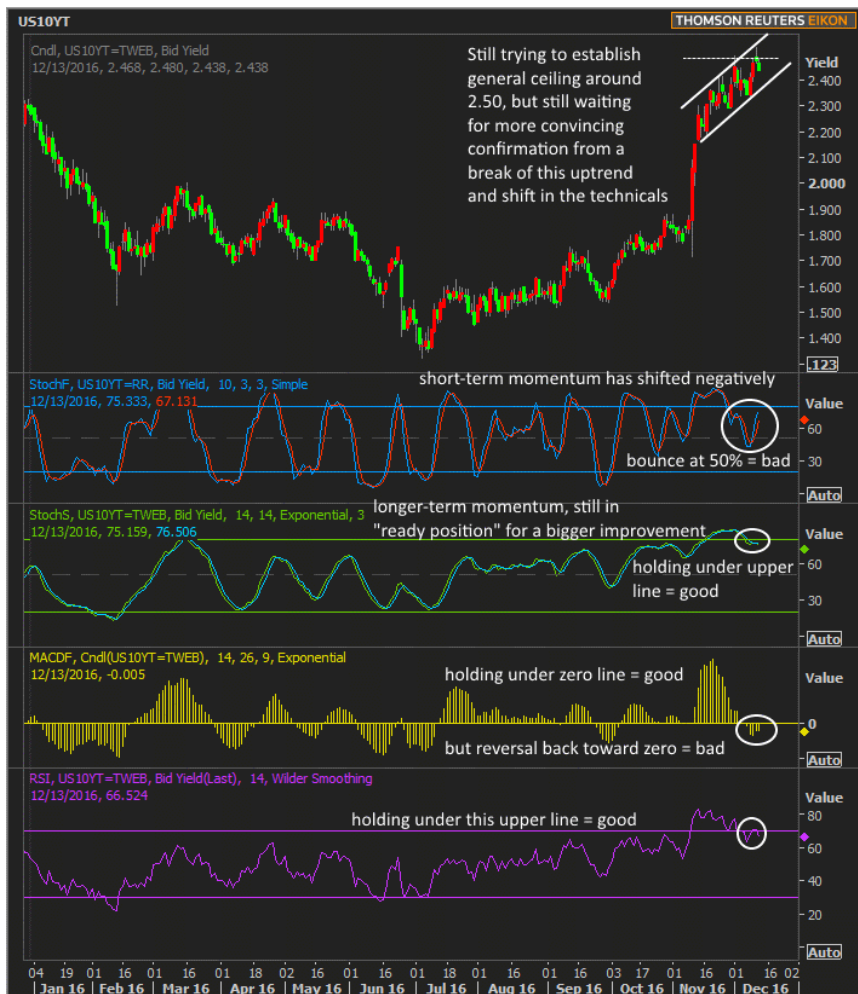 US10YT
THOMSON REUTERS EIKON
Cndl, US10YT=TWEB, Bid Yield
12/13/2016, 2.468, 2.480, 2.438, 2.438
Still trying to establish
general ceiling around
2.50, but still waiting
for more convincing
confirmation from a
break of this uptrend
and shift in the technicals
Yield
2.400
2.300
2.200
2.100
2.000
1.900
1.800
1.700
1.600
1.500
1.400
.123
StochF, US10YT=RR, Bid Yield, 10, 3, 3, Simple
12/13/2016, 75.333, 67.131
short-term momentum has shifted negatively
bounce at 50% = bad
Value
60
30
Auto
StochS, US10YT=TWEB, Bid Yield, 14, 14, Exponential, 3
12/13/2016, 75.159, 76.506
longer-term momentum, still in
"ready position" for a bigger improvement
holding under upper
line = good
Value
60
30
Auto
MACDF, Cndl(US10YT=TWEB), 14, 26, 9, Exponential
12/13/2016, -0.005
holding under zero line = good
but reversal back toward zero = bad
Value
0
Auto
RSI, US10YT=TWEB, Bid Yield(Last), 14, Wilder Smoothing
12/13/2016, 66.524
holding under this upper line = good
Value
80
60
40
20
Auto
04 19 01 16 01 16 01 18 02 16 01 16 01 18 01 16 01 16 03 17 01 16 01 16 02
Jan 16 Feb 16 Mar 16 Apr 16 May 16 Jun 16 Jul 16 Aug 16 Sep 16 Oct 16 Nov 16 Dec 16